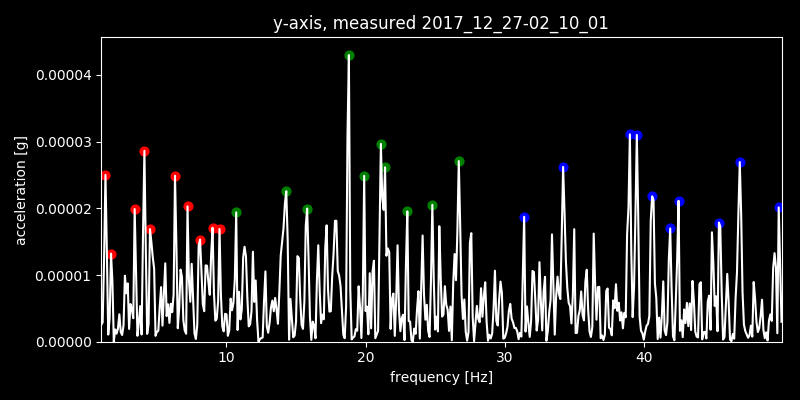 y-axis, measured 2017_12_27-02_10_01
0.00004
0.00003
0.00002
0.00001
0.00000
acceleration [g]
10 20 30 40
frequency [Hz]